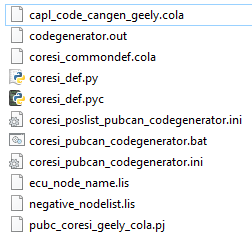 capl_code_cangen_geely.cola
codegenerator.out
coresi_commondef.cola
coresi_def.py
coresi_def.pyc
coresi_poslist_pubcan_codegenerator.ini
coresi_pubcan_codegenerator.bat
coresi_pubcan_codegenerator.ini
ecu_node_name.lis
negative_nodelist.lis
pubc_coresi_geely_cola.pj